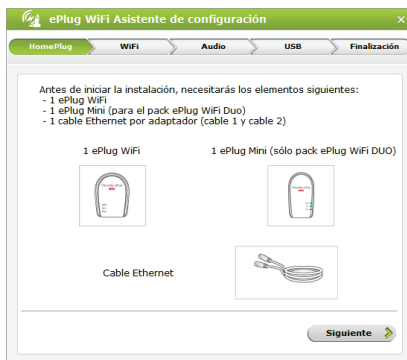 ePlug WiFi Asistente de configuración
HomePlug WiFi Audio USB Finalización
Antes de iniciar la instalación, necesitarás los elementos siguientes:
- 1 ePlug WiFi
- 1 ePlug Mini (para el pack ePlug WiFi Duo)
- 1 cable Ethernet por adaptador (cable 1 y cable 2)
1 ePlug WiFi 1 ePlug Mini (sólo pack ePlug WiFi DUO)
Cable Ethernet
Siguiente